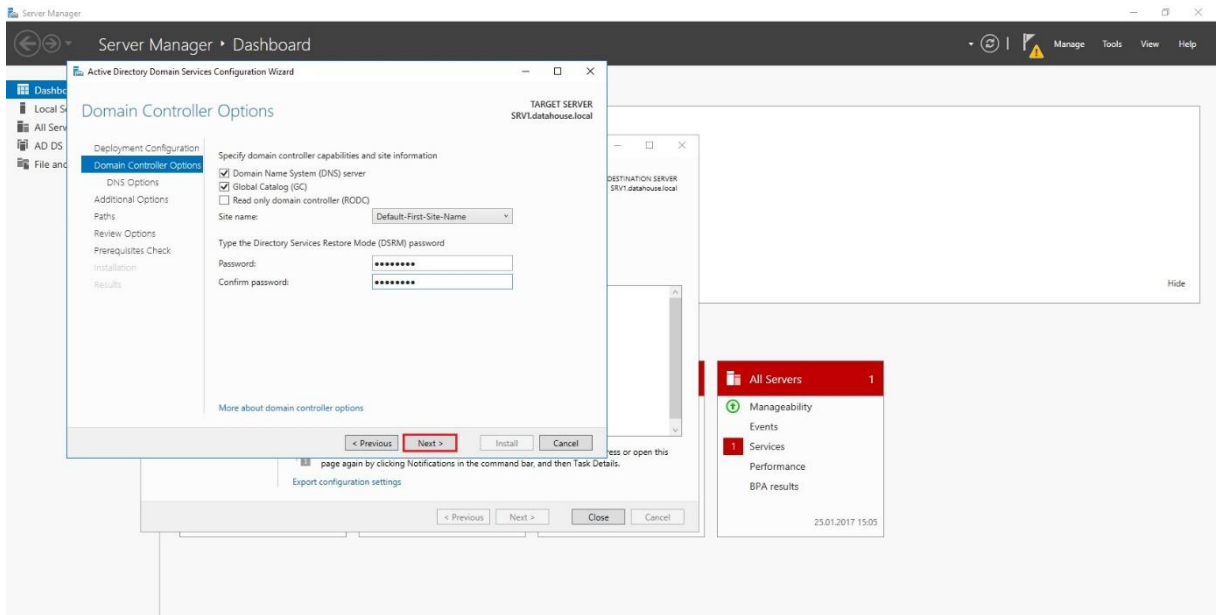 Server Manager
Server Manager • Dashboard
Manage Tools View Help
Dashbo
Local S
All Serv
AD DS
File and
Active Directory Domain Services Configuration Wizard
Domain Controller Options
TARGET SERVER
SRV1.datahouse.local
Deployment Configuration
Domain Controller Options
DNS Options
Additional Options
Paths
Review Options
Prerequisites Check
Installation
Results
Specify domain controller capabilities and site information
Domain Name System (DNS) server
Global Catalog (GC)
Read only domain controller (RODC)
Site name: Default-First-Site-Name
Type the Directory Services Restore Mode (DSRM) password
Password: ••••••••
Confirm password: ••••••••
More about domain controller options
< Previous Next > Install Cancel
DESTINATION SERVER
SRV1.datahouse.local
ress or open this
page again by clicking Notifications in the command bar, and then Task Details.
Export configuration settings
< Previous Next > Close Cancel
Hide
All Servers 1
Manageability
Events
1 Services
Performance
BPA results
25.01.2017 15:05